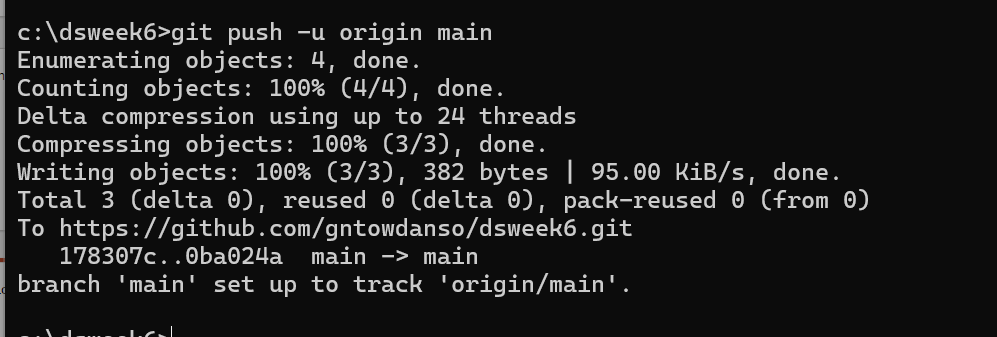 c:\dsweek6>git push -u origin main
Enumerating objects: 4, done.
Counting objects: 100% (4/4), done.
Delta compression using up to 24 threads
Compressing objects: 100% (3/3), done.
Writing objects: 100% (3/3), 382 bytes | 95.00 KiB/s, done.
Total 3 (delta 0), reused 0 (delta 0), pack-reused 0 (from 0)
To https://github.com/gntowdanso/dsweek6.git
   178307c..0ba024a  main -> main
branch 'main' set up to track 'origin/main'.
c:\dsweek6>